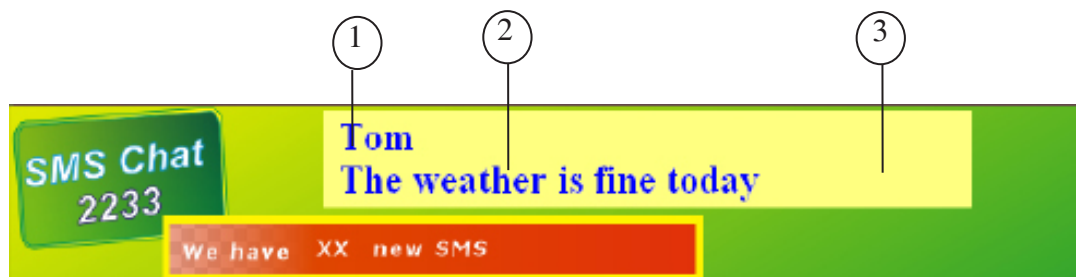 1 2 3
Tom
The weather is fine today
SMS Chat
2233
We have XX new SMS